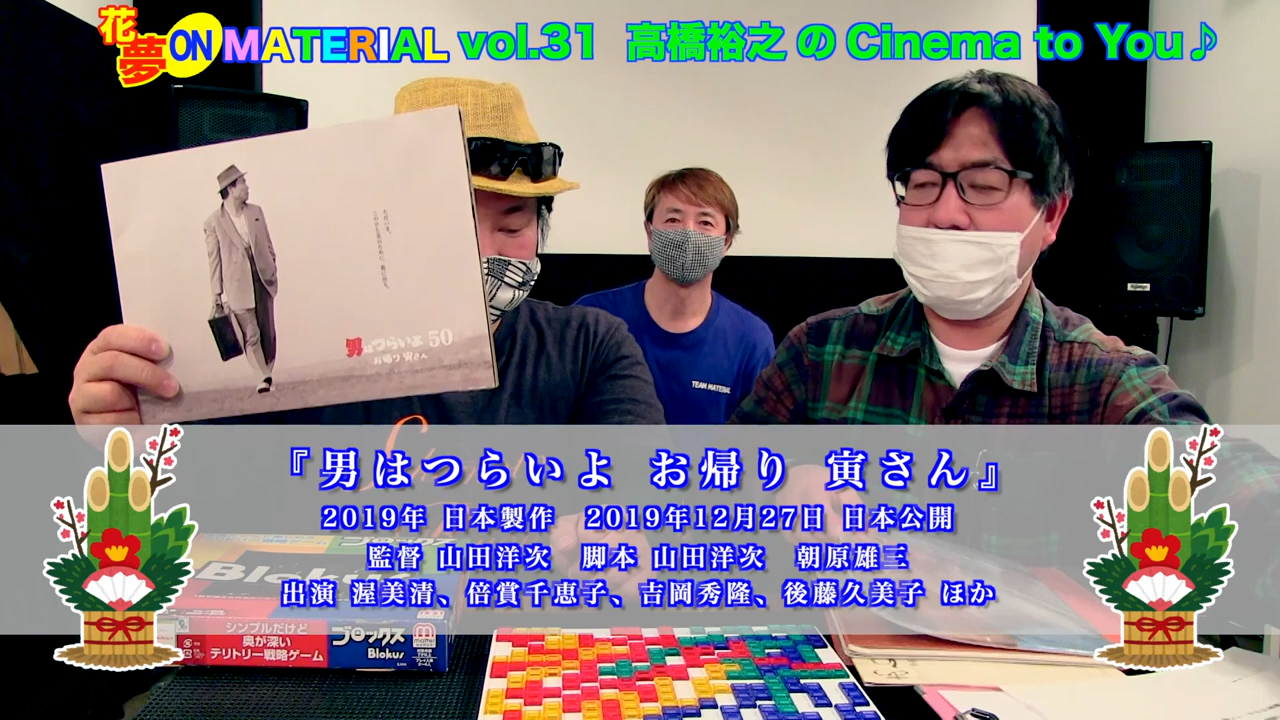 花夢ON MATERIAL vol.31 高橋裕之のCinema to You♪
男はつらいよ50
お帰り 寅さん
TEAM MATERIAL
『男はつらいよ お帰り 寅さん』
2019年 日本製作 2019年12月27日 日本公開
監督 山田洋次 脚本 山田洋次 朝原雄三
出演 渥美清、倍賞千恵子、吉岡秀隆、後藤久美子 ほか
Blokus
シンプルだけど
奥が深い
テリトリー戦略ゲーム
ブロックス
Blokus